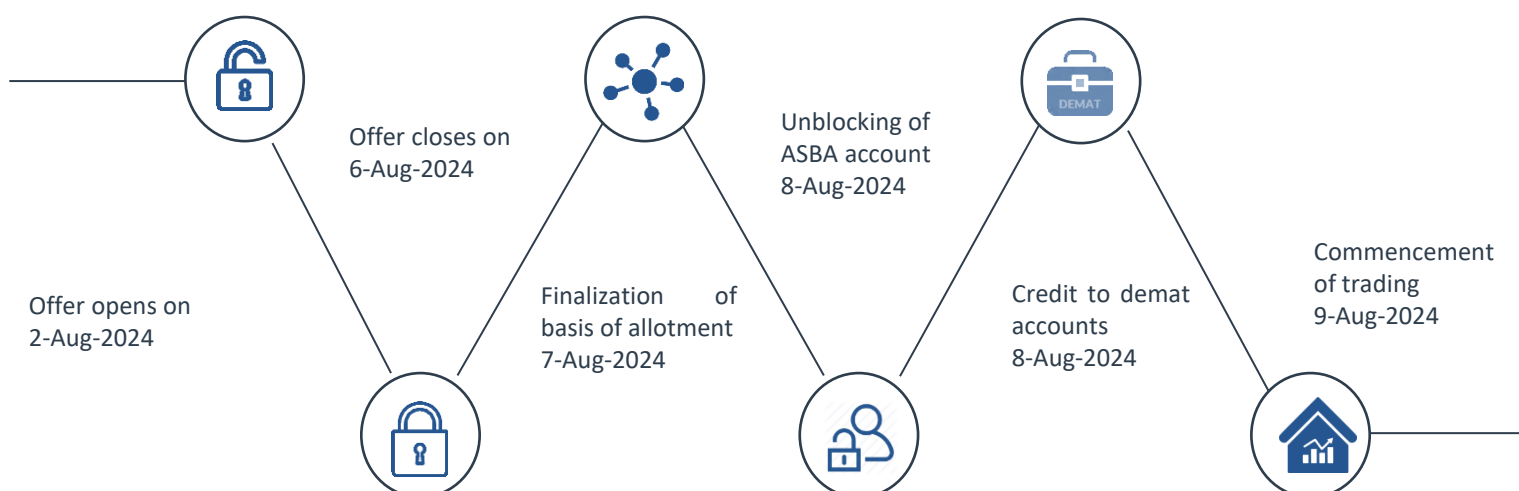 Offer opens on
2-Aug-2024
Offer closes on
6-Aug-2024
Finalization of
basis of allotment
7-Aug-2024
Unblocking of
ASBA account
8-Aug-2024
DEMAT
Credit to demat
accounts
8-Aug-2024
Commencement
of trading
9-Aug-2024